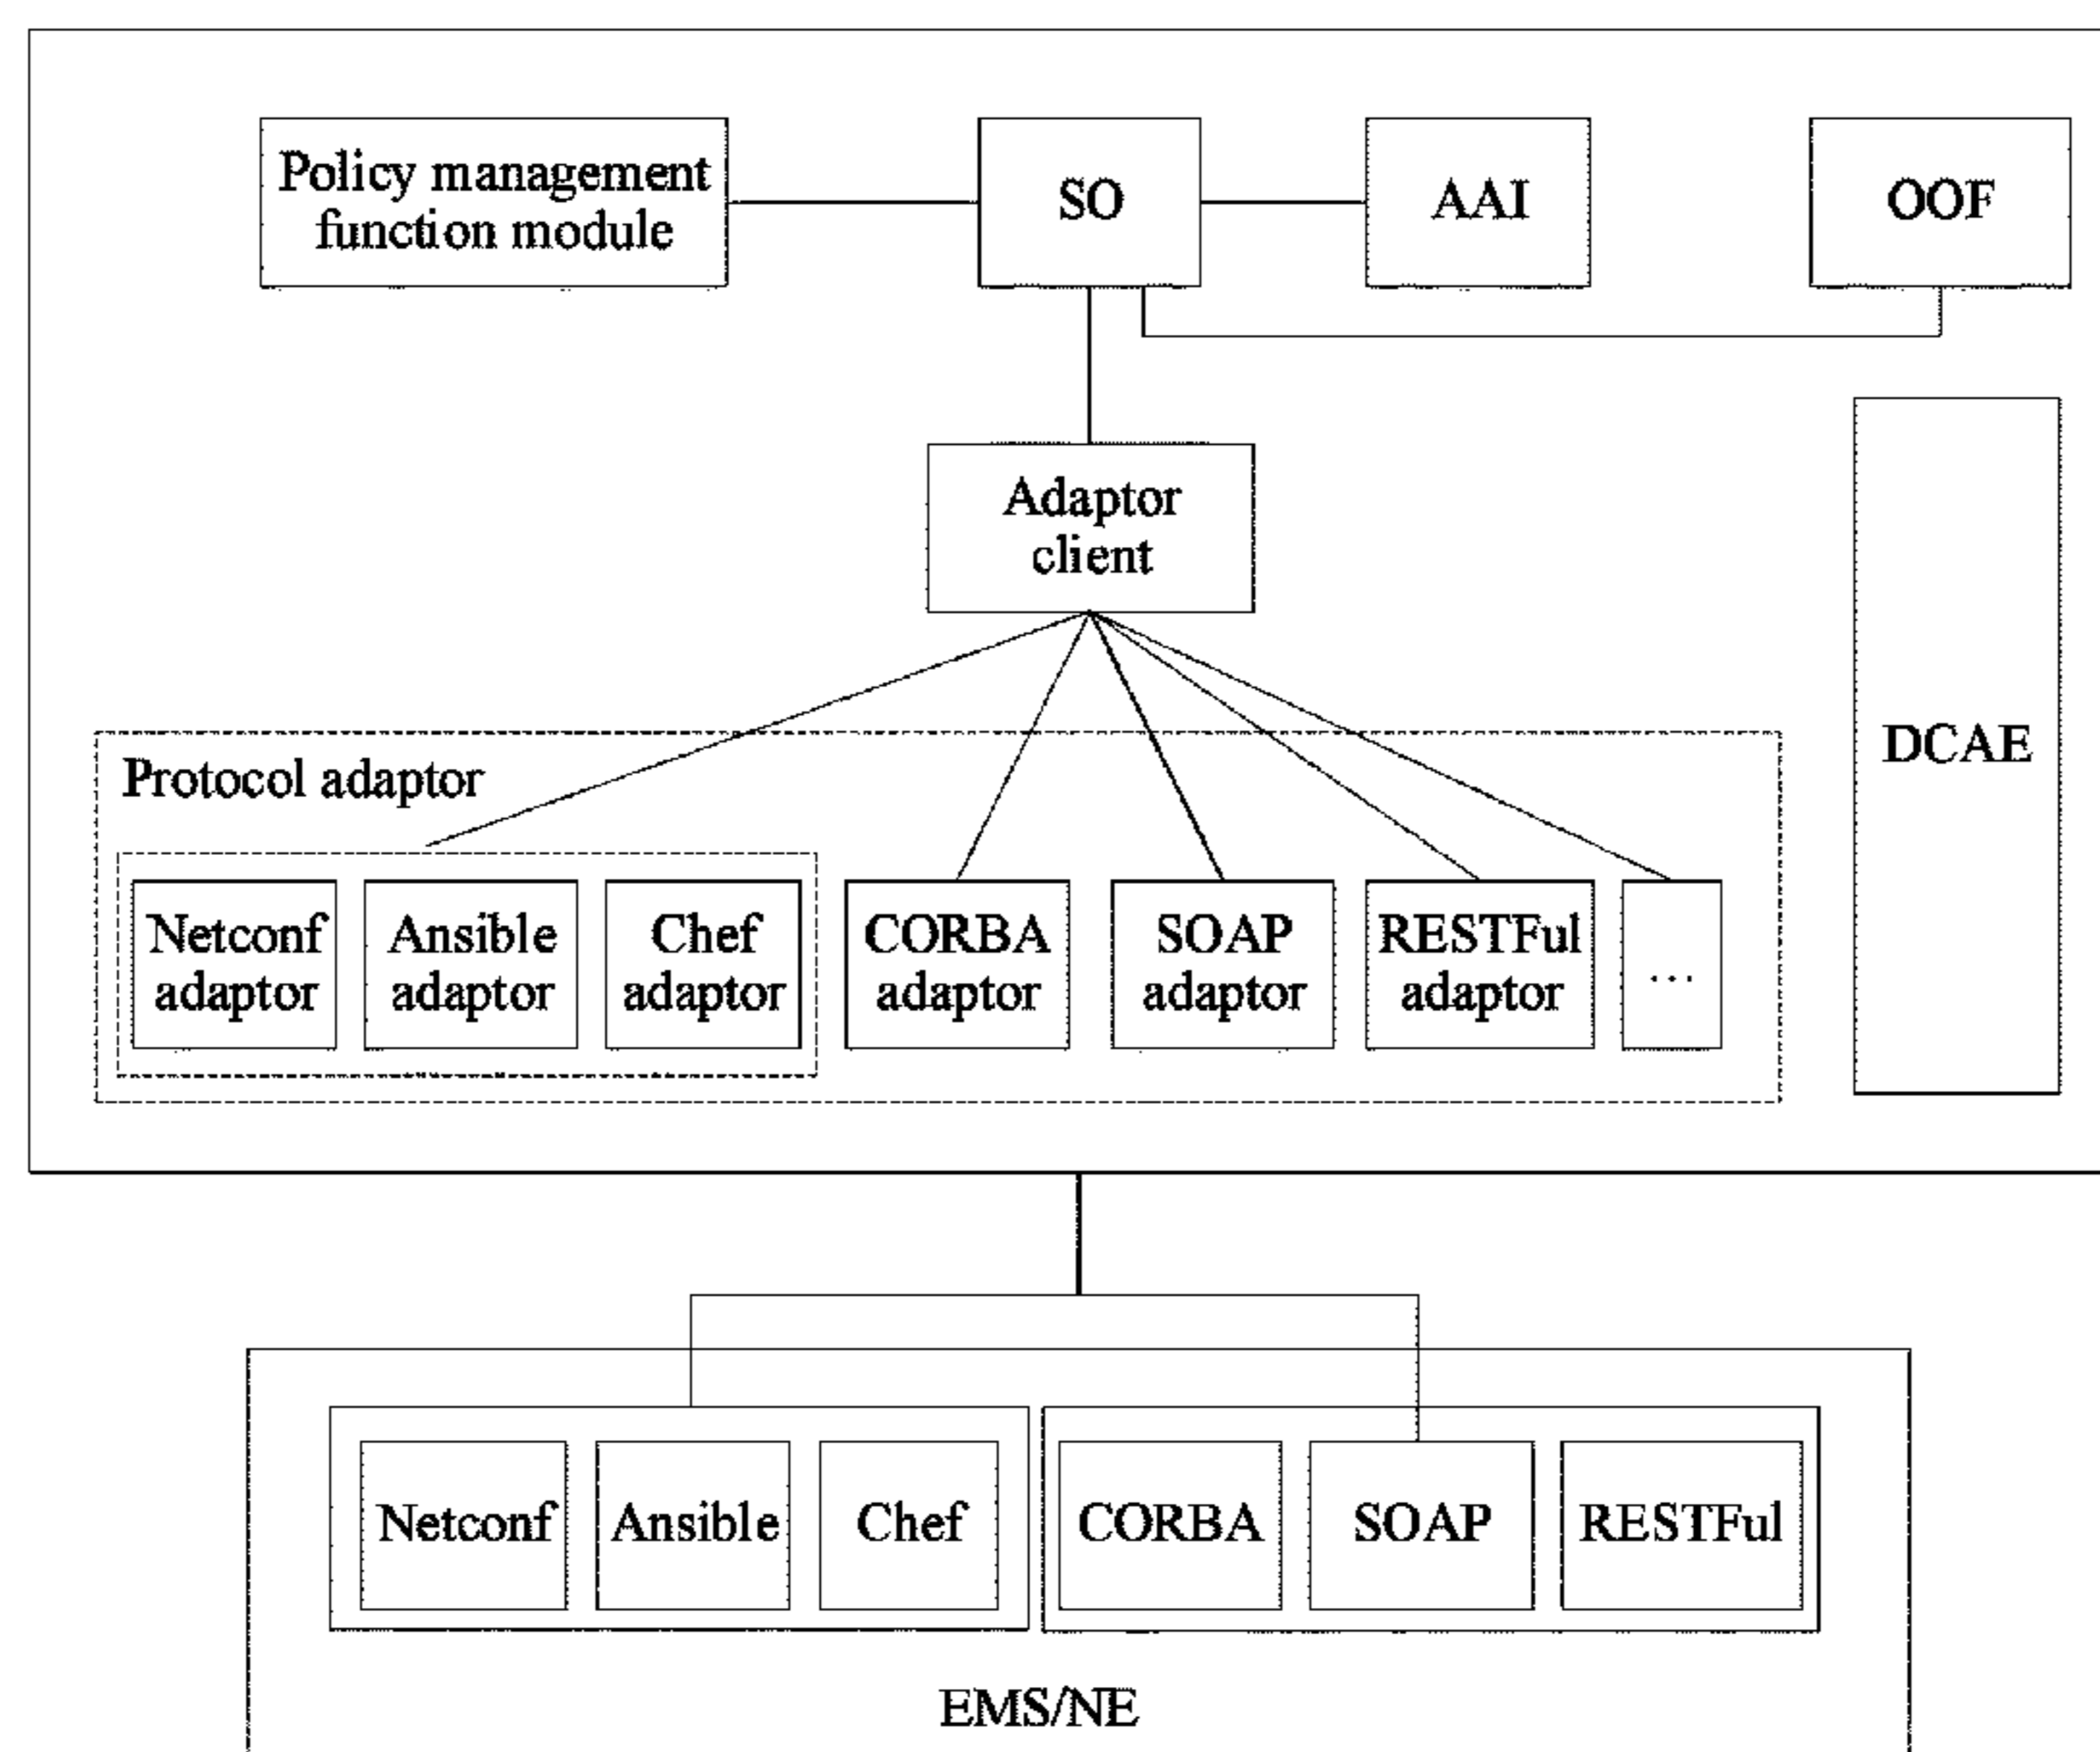 Policy management
function module
SO
AAI
OOF
Adaptor
client
DCAE
Protocol adaptor
Netconf
adaptor
Ansible
adaptor
Chef
adaptor
CORBA
adaptor
SOAP
adaptor
RESTFul
adaptor
...
Netconf
Ansible
Chef
CORBA
SOAP
RESTFul
EMS/NE